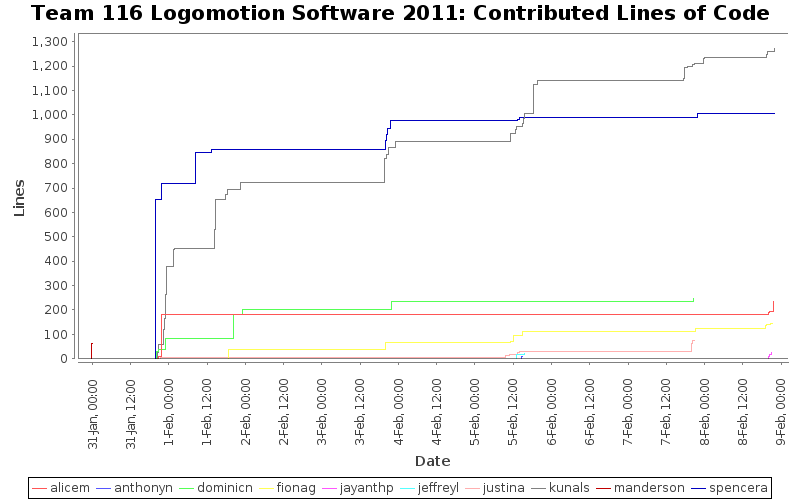 Team 116 Logomotion Software 2011: Contributed Lines of Code
1,300
1,200
1,100
1,000
900
800
700
600
500
400
300
200
100
0
Lines
31-Jan, 00:00
31-Jan, 12:00
1-Feb, 00:00
1-Feb, 12:00
2-Feb, 00:00
2-Feb, 12:00
3-Feb, 00:00
3-Feb, 12:00
4-Feb, 00:00
4-Feb, 12:00
5-Feb, 00:00
5-Feb, 12:00
6-Feb, 00:00
6-Feb, 12:00
7-Feb, 00:00
7-Feb, 12:00
8-Feb, 00:00
8-Feb, 12:00
9-Feb, 00:00
Date
alicem anthonyn dominicn fionag jayanthp jeffreyl justina kunals manderson spencera